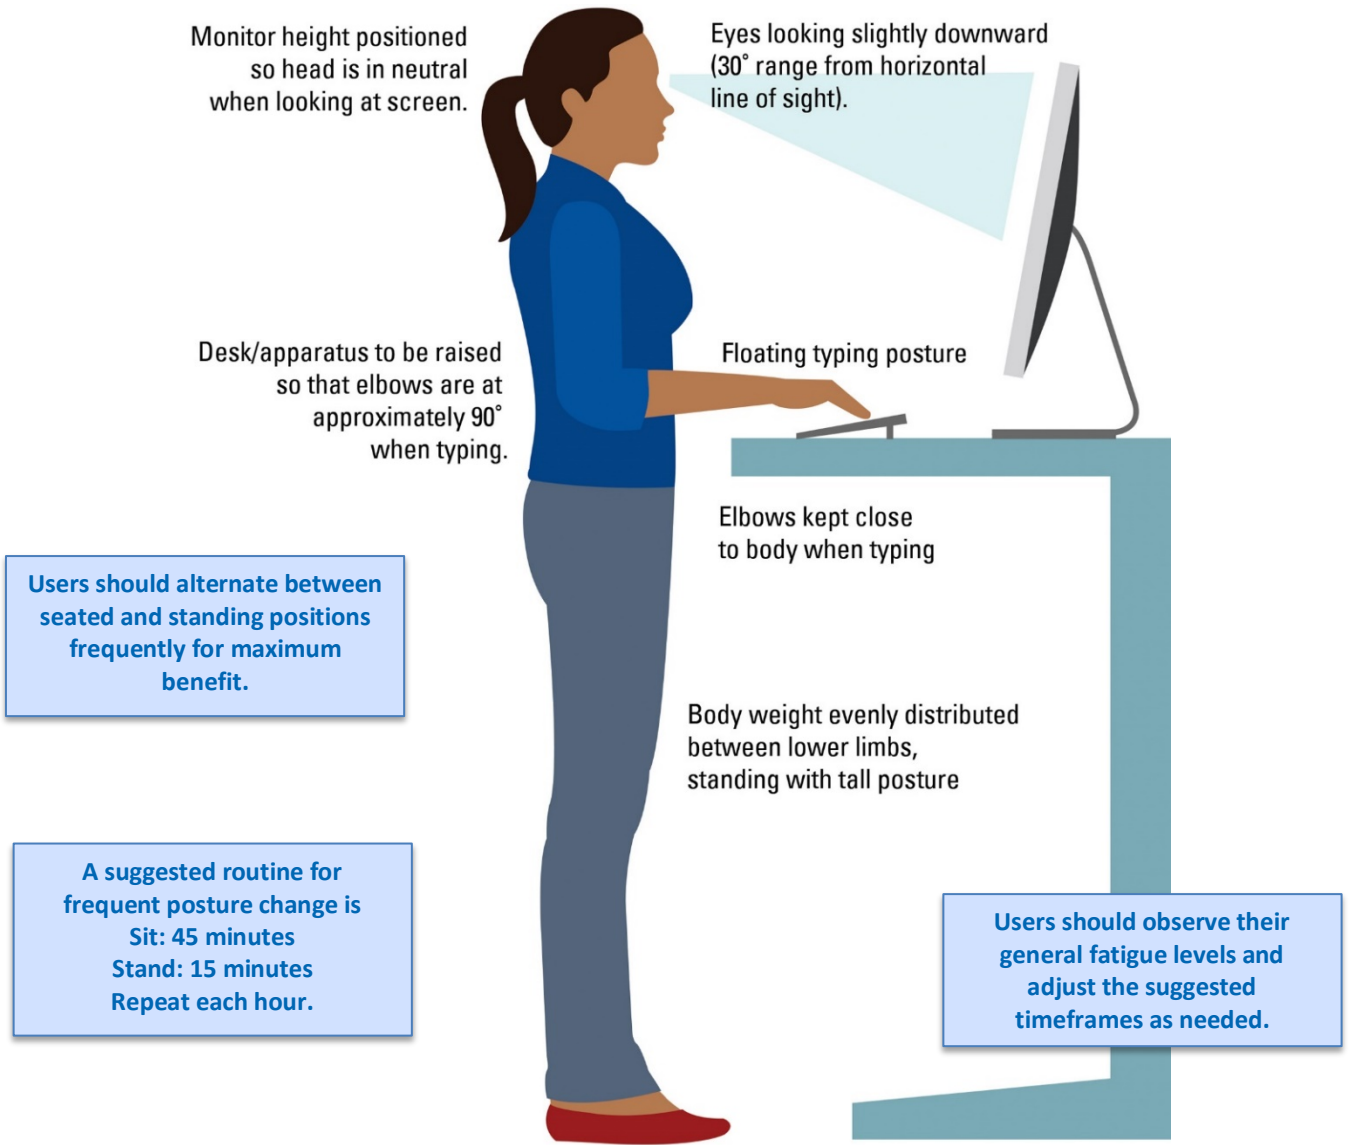 Monitor height positioned
so head is in neutral
when looking at screen.
Eyes looking slightly downward
(30° range from horizontal
line of sight).
Desk/apparatus to be raised
so that elbows are at
approximately 90°
when typing.
Floating typing posture
Elbows kept close
to body when typing
Users should alternate between
seated and standing positions
frequently for maximum
benefit.
Body weight evenly distributed
between lower limbs,
standing with tall posture
A suggested routine for
frequent posture change is
Sit: 45 minutes
Stand: 15 minutes
Repeat each hour.
Users should observe their
general fatigue levels and
adjust the suggested
timeframes as needed.